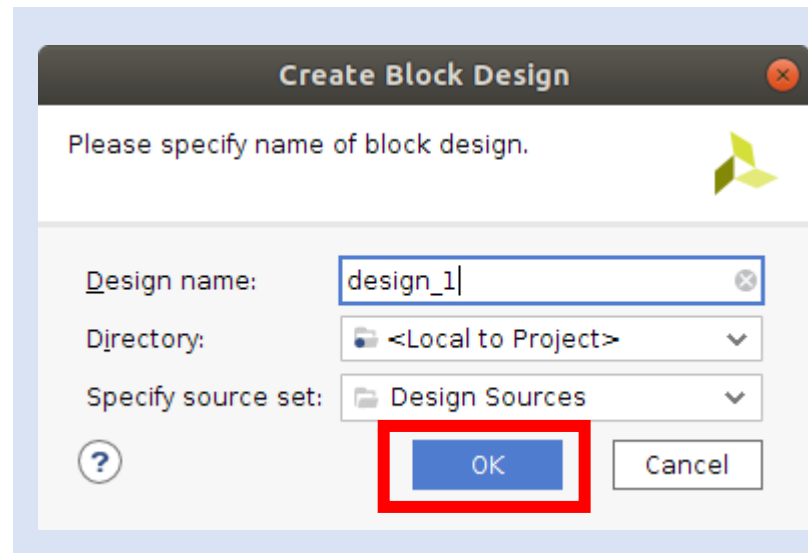 Create Block Design
Please specify name of block design.
Design name: design_1
Directory: <Local to Project>
Specify source set: Design Sources
? OK Cancel